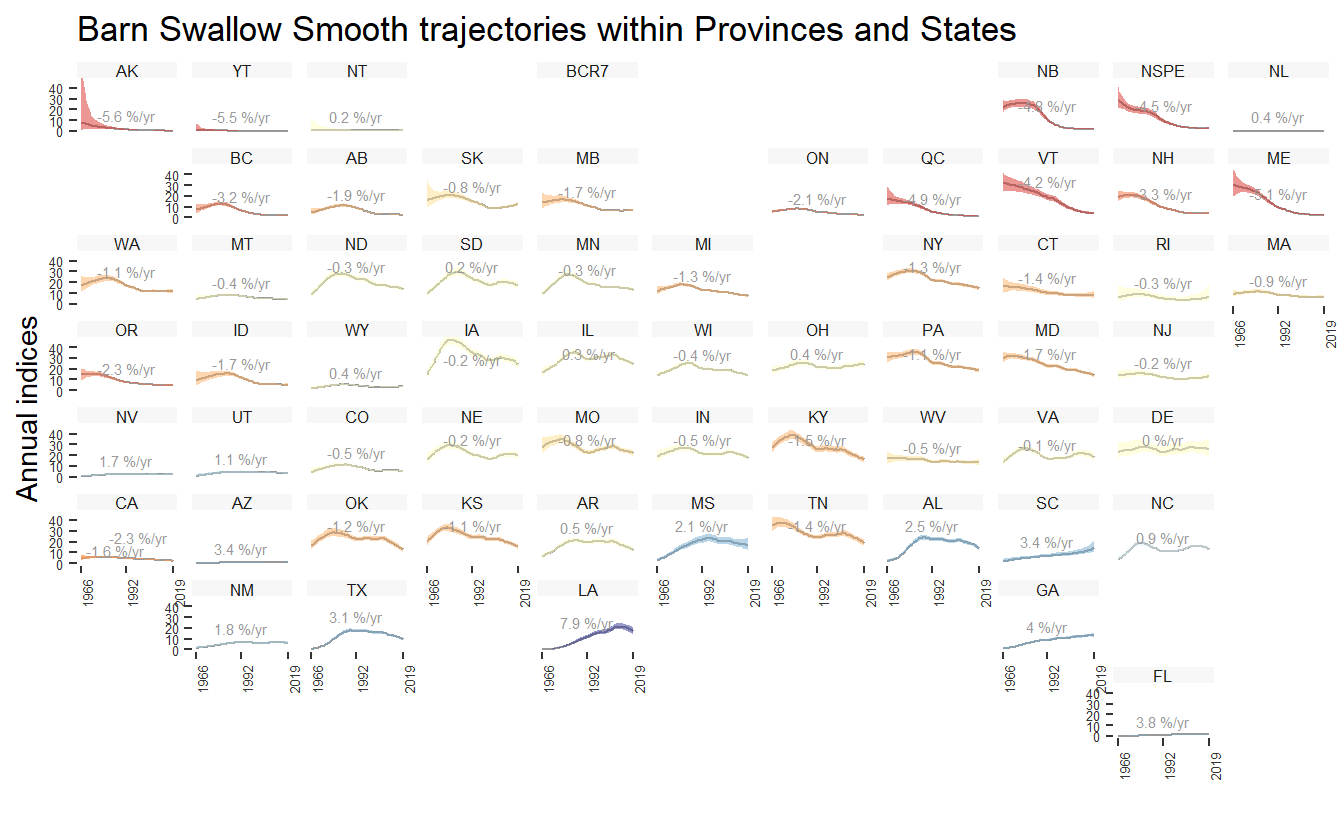 Barn Swallow Smooth trajectories within Provinces and States
AK YT NT BCR7 NB NSPE NL
40
30
20
10
0
-5.6 %/yr -5.5 %/yr 0.2 %/yr -4.8 %/yr -4.5 %/yr 0.4 %/yr
BC AB SK MB ON QC VT NH ME
40
30
20
10
0
-3.2 %/yr -1.9 %/yr -0.8 %/yr -1.7 %/yr -2.1 %/yr -4.9 %/yr -4.2 %/yr -3.3 %/yr -5.1 %/yr
WA MT ND SD MN MI NY CT RI MA
40
30
20
10
0
-1.1 %/yr -0.4 %/yr -0.3 %/yr 0.2 %/yr -0.3 %/yr -1.3 %/yr -1.3 %/yr -1.4 %/yr -0.3 %/yr -0.9 %/yr
1966 1992 2019
Annual indices
OR ID WY IA IL WI OH PA MD NJ
40
30
20
10
0
-2.3 %/yr -1.7 %/yr 0.4 %/yr -0.2 %/yr 0.3 %/yr -0.4 %/yr 0.4 %/yr -1.1 %/yr -1.7 %/yr -0.2 %/yr
NV UT CO NE MO IN KY WV VA DE
40
30
20
10
0
1.7 %/yr 1.1 %/yr -0.5 %/yr -0.2 %/yr -0.8 %/yr -0.5 %/yr -1.5 %/yr -0.5 %/yr -0.1 %/yr 0 %/yr
CA AZ OK KS AR MS TN AL SC NC
40
30
20
10
0
-2.3 %/yr
-1.6 %/yr 3.4 %/yr -1.2 %/yr -1.1 %/yr 0.5 %/yr 2.1 %/yr -1.4 %/yr 2.5 %/yr 3.4 %/yr 0.9 %/yr
1966 1992 2019 1966 1992 2019 1966 1992 2019 1966 1992 2019 1966 1992 2019 1966 1992 2019
NM TX LA GA
40
30
20
10
0
1.8 %/yr 3.1 %/yr 7.9 %/yr 4 %/yr
1966 1992 2019 1966 1992 2019 1966 1992 2019 1966 1992 2019
FL
40
30
20
10
0
3.8 %/yr
1966 1992 2019